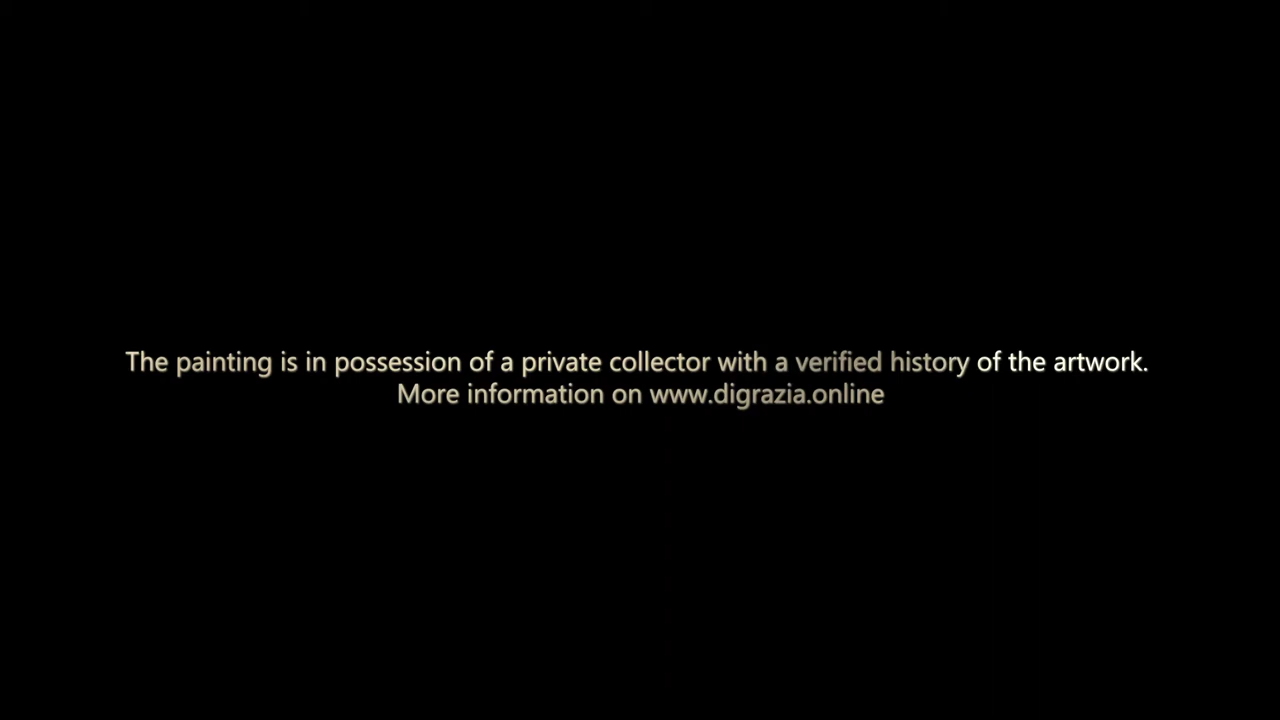 The painting is in possession of a private collector with a verified history of the artwork.
More information on www.digrazia.online